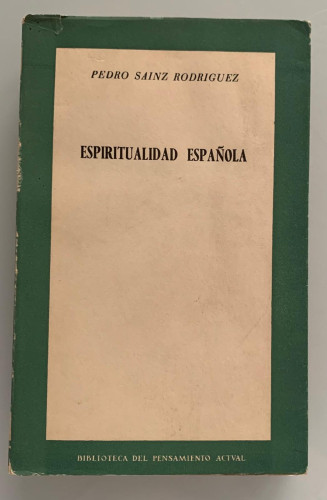 PEDRO SAINZ RODRIGUEZ
ESPIRITUALIDAD ESPAÑOLA
BIBLIOTECA DEL PENSAMIENTO ACTVAL